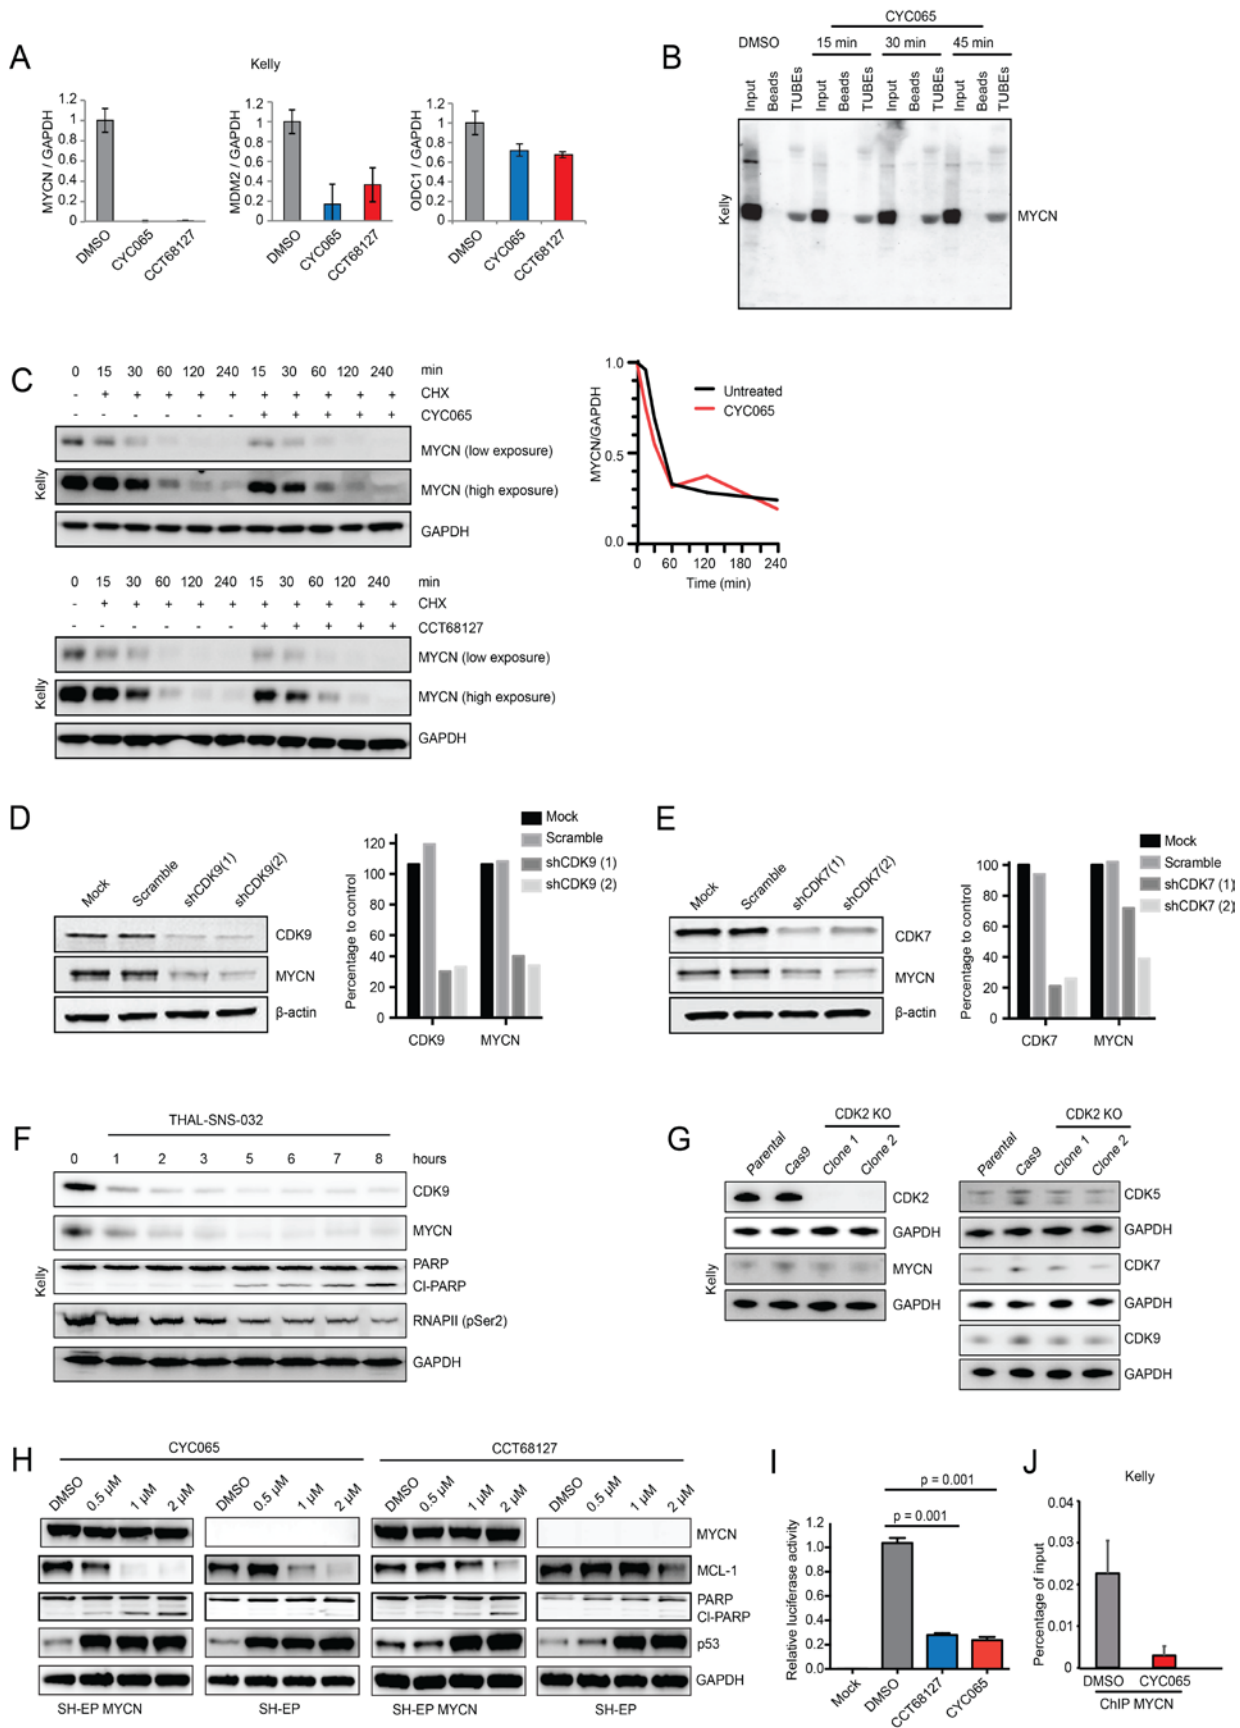 A
Kelly
MYCN / GAPDH
1.2
1
0.8
0.6
0.4
0.2
0
DMSO
CYC065
CCT68127
MDM2 / GAPDH
1.2
1
0.8
0.6
0.4
0.2
0
DMSO
CYC065
CCT68127
ODC1 / GAPDH
1.2
1
0.8
0.6
0.4
0.2
0
DMSO
CYC065
CCT68127
B
CYC065
DMSO 15 min 30 min 45 min
Input Beads TUBEs Input Beads TUBEs Input Beads TUBEs Input Beads TUBEs
Kelly
MYCN
C
0 15 30 60 120 240 15 30 60 120 240 min
- + + + + + + + + + + CHX
- - - - - - + + + + + CYC065
Kelly
MYCN (low exposure)
MYCN (high exposure)
GAPDH
0 15 30 60 120 240 15 30 60 120 240 min
- + + + + + + + + + + CHX
- - - - - - + + + + + CCT68127
Kelly
MYCN (low exposure)
MYCN (high exposure)
GAPDH
MYCN/GAPDH
1.0
0.5
0.0
0 60 120 180 240
Time (min)
Untreated
CYC065
D
Mock Scramble shCDK9(1) shCDK9(2)
CDK9
MYCN
β-actin
Percentage to control
120
100
80
60
40
20
0
CDK9 MYCN
Mock
Scramble
shCDK9 (1)
shCDK9 (2)
E
Mock Scramble shCDK7(1) shCDK7(2)
CDK7
MYCN
β-actin
Percentage to control
100
80
60
40
20
0
CDK7 MYCN
Mock
Scramble
shCDK7 (1)
shCDK7 (2)
F
THAL-SNS-032
0 1 2 3 5 6 7 8 hours
Kelly
CDK9
MYCN
PARP
Cl-PARP
RNAPII (pSer2)
GAPDH
G
CDK2 KO
Parental Cas9 Clone 1 Clone 2
Kelly
CDK2
GAPDH
MYCN
GAPDH
CDK2 KO
Parental Cas9 Clone 1 Clone 2
CDK5
GAPDH
CDK7
GAPDH
CDK9
GAPDH
H
CYC065 CCT68127
DMSO 0.5 µM 1 µM 2 µM DMSO 0.5 µM 1 µM 2 µM DMSO 0.5 µM 1 µM 2 µM DMSO 0.5 µM 1 µM 2 µM
MYCN
MCL-1
PARP
Cl-PARP
p53
GAPDH
SH-EP MYCN SH-EP SH-EP MYCN SH-EP
I
p = 0.001
p = 0.001
Relative luciferase activity
1.2
1.0
0.8
0.6
0.4
0.2
0.0
Mock
DMSO
CCT68127
CYC065
J
Kelly
Percentage of input
0.04
0.03
0.02
0.01
0
DMSO CYC065
ChIP MYCN